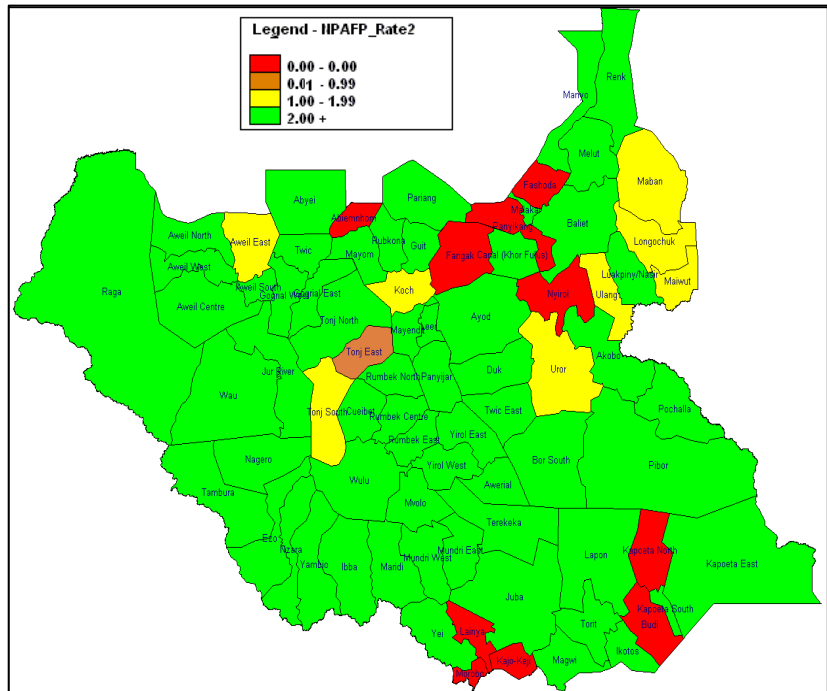 Legend - NPAFP_Rate2
0.00 - 0.00
0.01 - 0.99
1.00 - 1.99
2.00 +
Renk
Manyo
Melut
Maban
Fashoda
Abyei
Pariang
Abiemnhom
Malakal
Panyikang
Baliet
Aweil North
Aweil East
Twic
Mayom
Rubkona
Guit
Fangak
Canal (Khor Fulus)
Longochuk
Aweil West
Luakpiny/Nasir
Maiwut
Raga
Aweil South
Gognal West
Gognal East
Koch
Nyirol
Ulang
Aweil Centre
Tonj North
Mayendit
Leer
Ayod
Tonj East
Akobo
Jur River
Rumbek North
Panyijar
Duk
Uror
Wau
Tonj South
Cueibet
Rumbek Centre
Twic East
Pochalla
Rumbek East
Yirol East
Nagero
Yirol West
Bor South
Pibor
Tambura
Wulu
Awerial
Mvolo
Terekeka
Ezo
Nzara
Yambio
Ibba
Maridi
Mundri West
Mundri East
Lapon
Kapoeta North
Kapoeta East
Juba
Kapoeta South
Yei
Lainya
Torit
Budi
Ikotos
Morobo
Kajo-Keji
Magwi